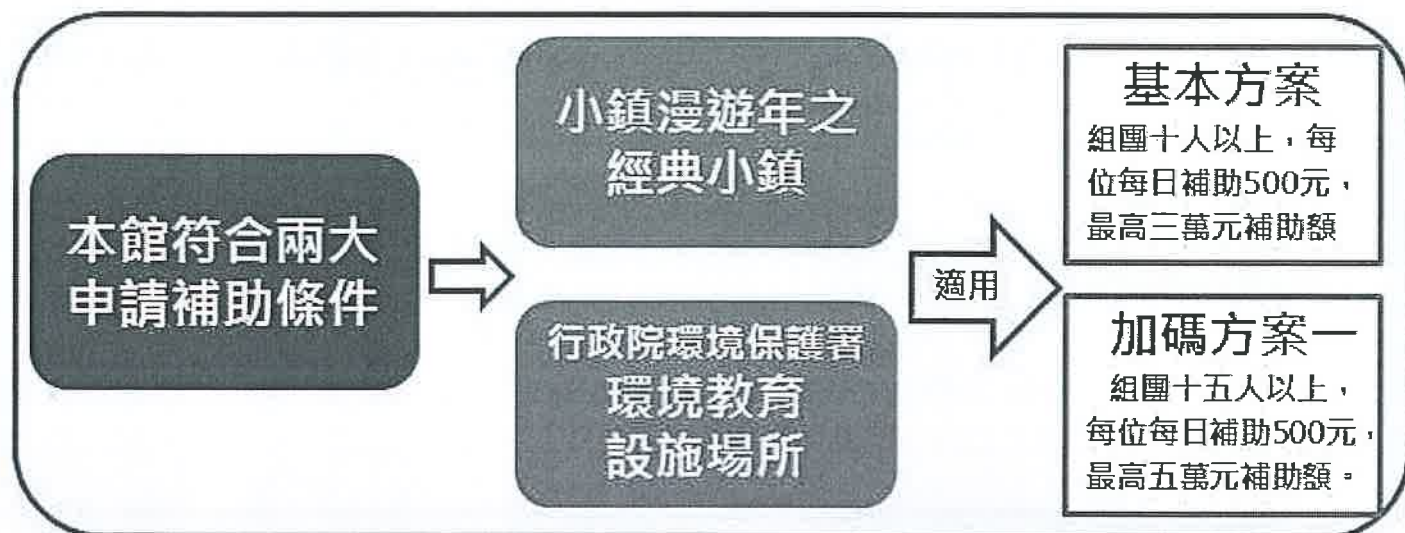 本館符合兩大
申請補助條件
小鎮漫遊年之
經典小鎮
行政院環境保護署
環境教育
設施場所
適用
基本方案
組團十人以上,每
位每日補助500元,
最高三萬元補助額
加碼方案一
組團十五人以上,
每位每日補助500元,
最高五萬元補助額。